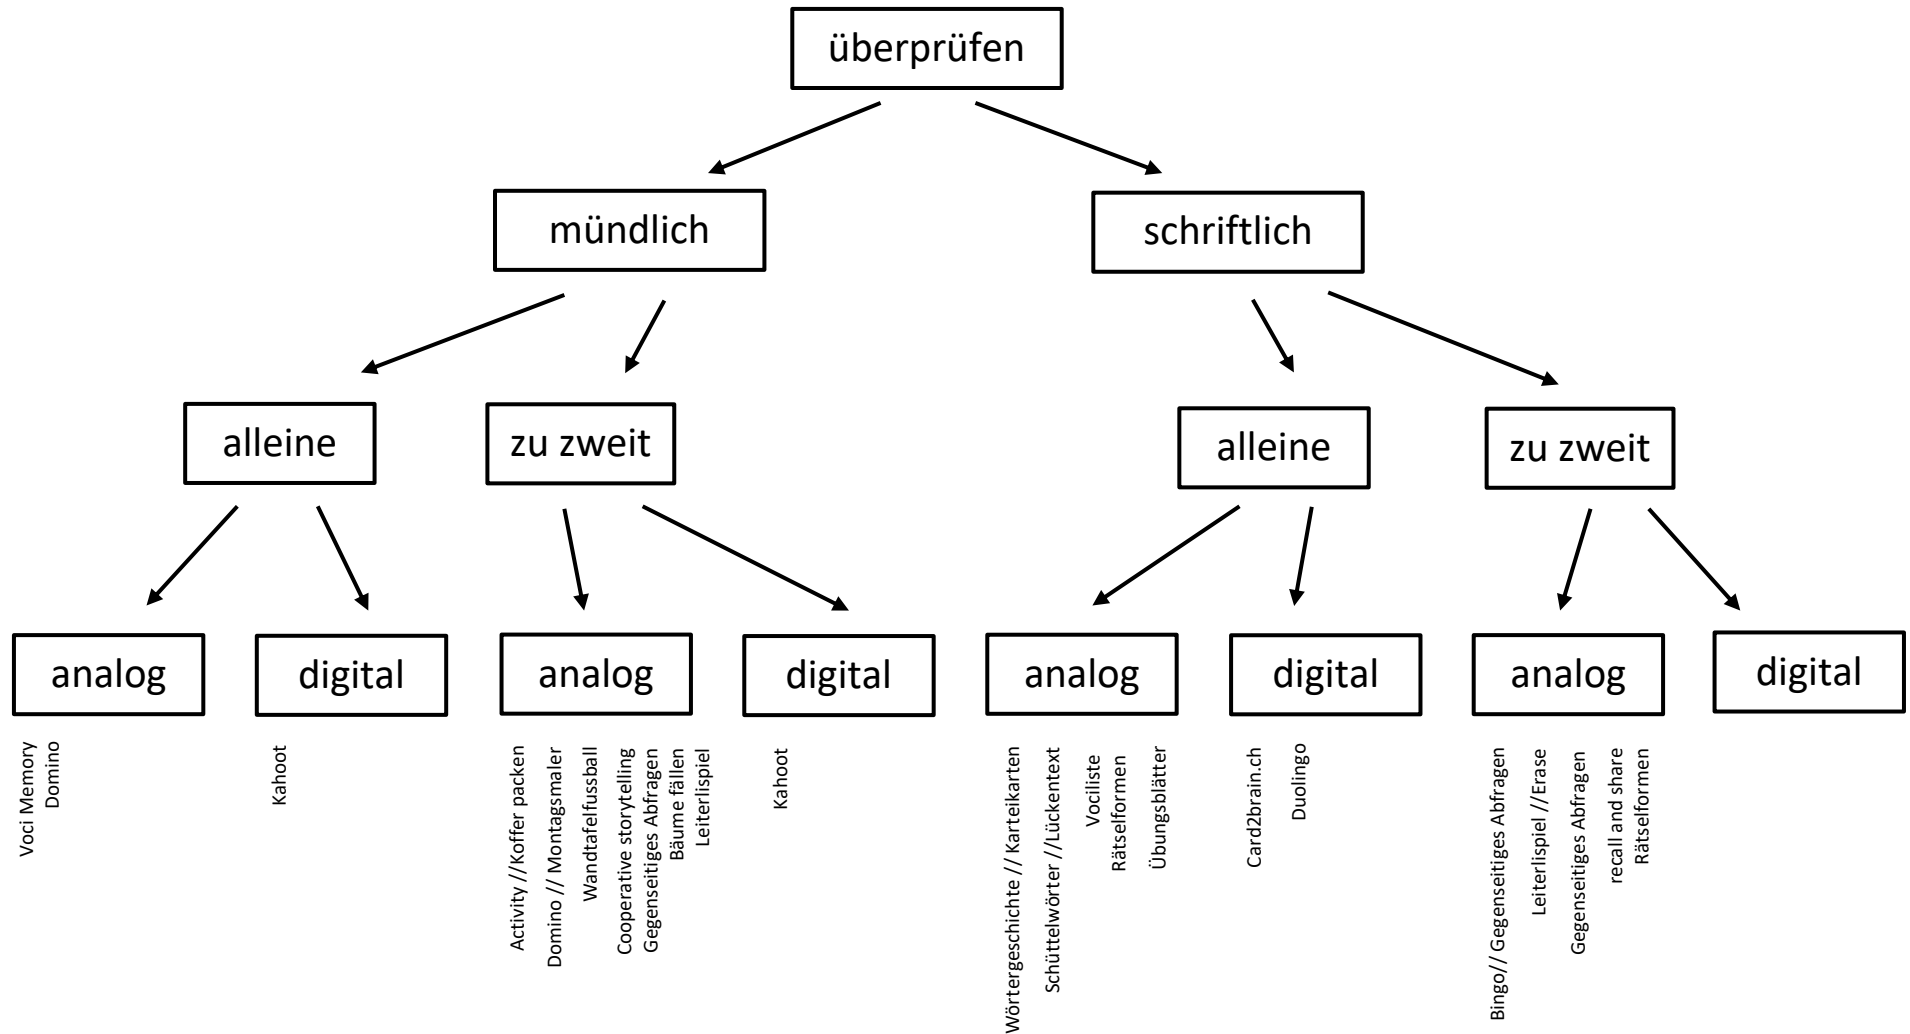 überprüfen
mündlich
schriftlich
alleine
zu zweit
alleine
zu zweit
analog
digital
analog
digital
analog
digital
analog
digital
Voci Memory
Domino
Kahoot
Activity //Koffer packen
Domino // Montagsmaler
Wandtafelfussball
Cooperative storytelling
Gegenseitiges Abfragen
Bäume fällen
Leiterlispiel
Kahoot
Wörtergeschichte // Karteikarten
Schüttelwörter //Lückentext
Vociliste
Rätselformen
Übungsblätter
Card2brain.ch
Duolingo
Bingo// Gegenseitiges Abfragen
Leiterlispiel //Erase
Gegenseitiges Abfragen
recall and share
Rätselformen